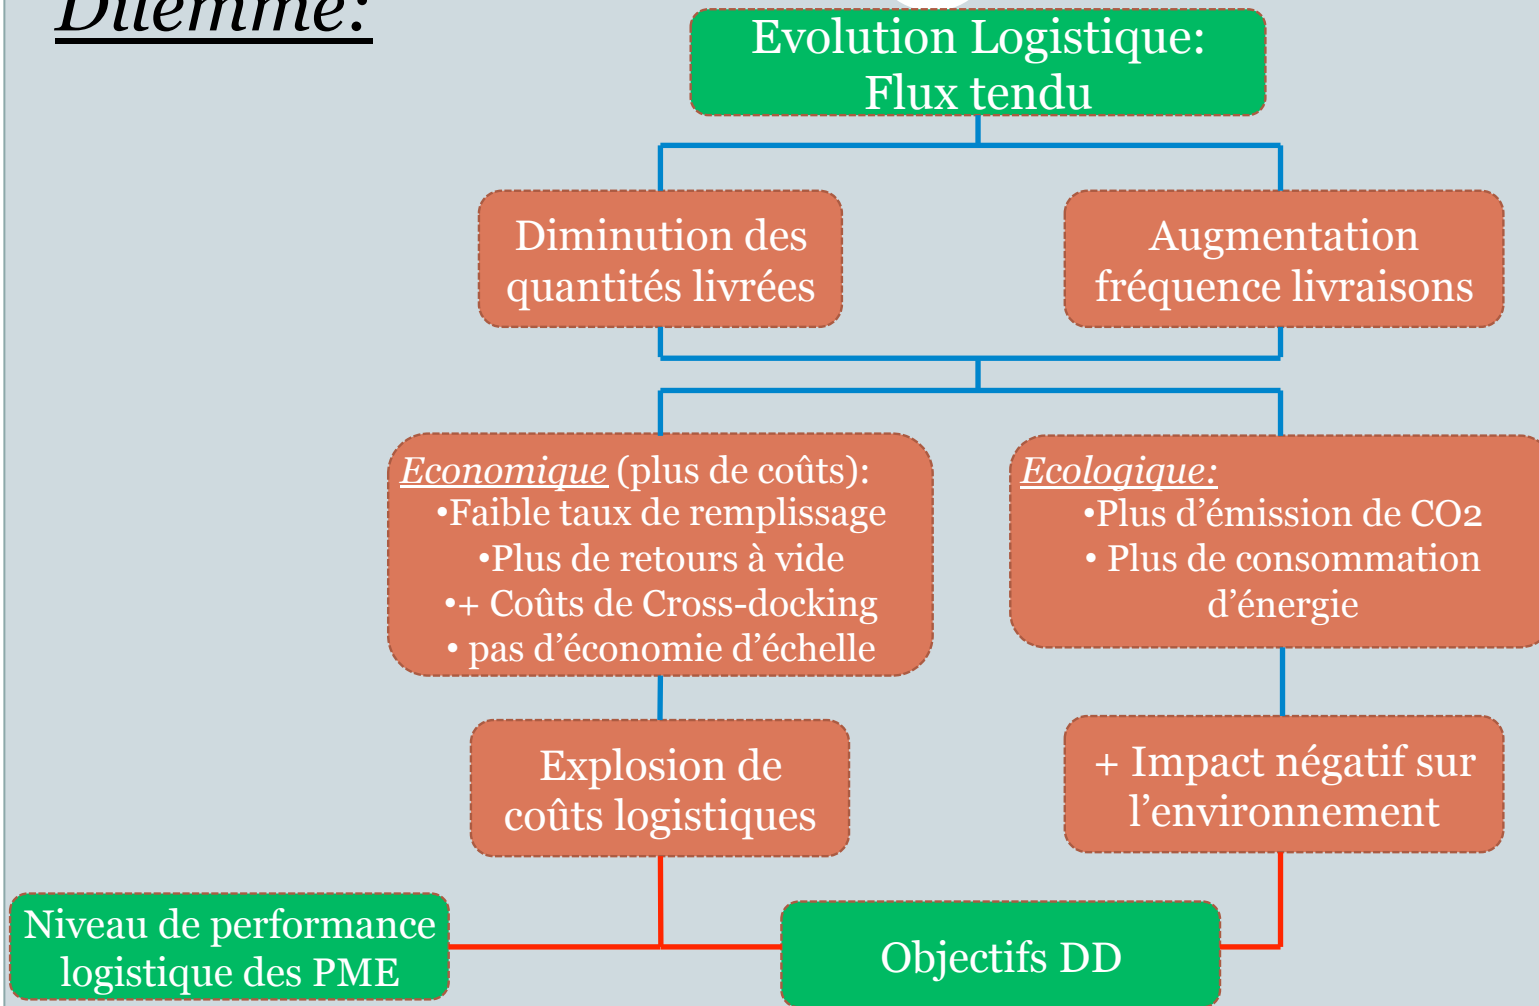 Dilemme:
Evolution Logistique:
Flux tendu
Diminution des
quantités livrées
Augmentation
fréquence livraisons
Economique (plus de coûts):
•Faible taux de remplissage
•Plus de retours à vide
•+ Coûts de Cross-docking
• pas d’économie d’échelle
Ecologique:
•Plus d’émission de CO2
• Plus de consommation
d’énergie
Explosion de
coûts logistiques
+ Impact négatif sur
l’environnement
Niveau de performance
logistique des PME
Objectifs DD